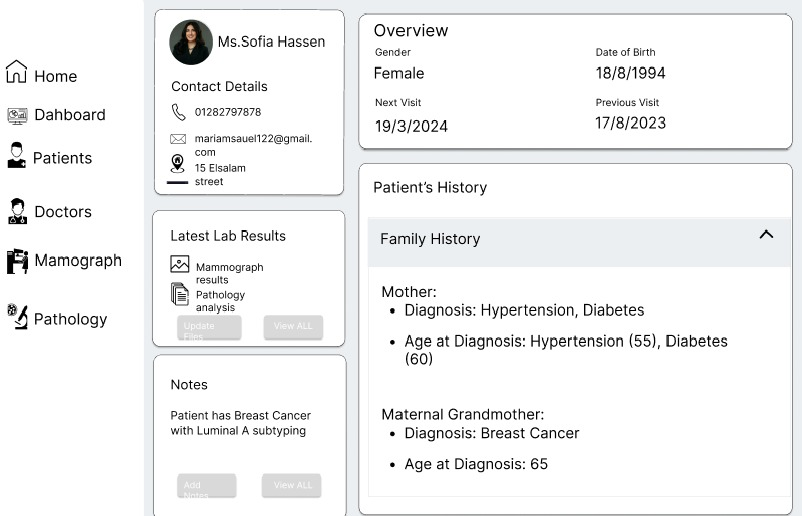 Home
Dahboard
Patients
Doctors
Mamograph
Pathology
Ms.Sofia Hassen
Contact Details
01282797878
mariamsauel122@gmail.
com
15 Elsalam
street
Latest Lab Results
Mammograph
results
Pathology
analysis
Update
Files
View ALL
Notes
Patient has Breast Cancer
with Luminal A subtyping
Add
Notes
View ALL
Overview
Gender
Date of Birth
Female
18/8/1994
Next Visit
Previous Visit
19/3/2024
17/8/2023
Patient's History
Family History
Mother:
• Diagnosis: Hypertension, Diabetes
• Age at Diagnosis: Hypertension (55), Diabetes
(60)
Maternal Grandmother:
• Diagnosis: Breast Cancer
• Age at Diagnosis: 65